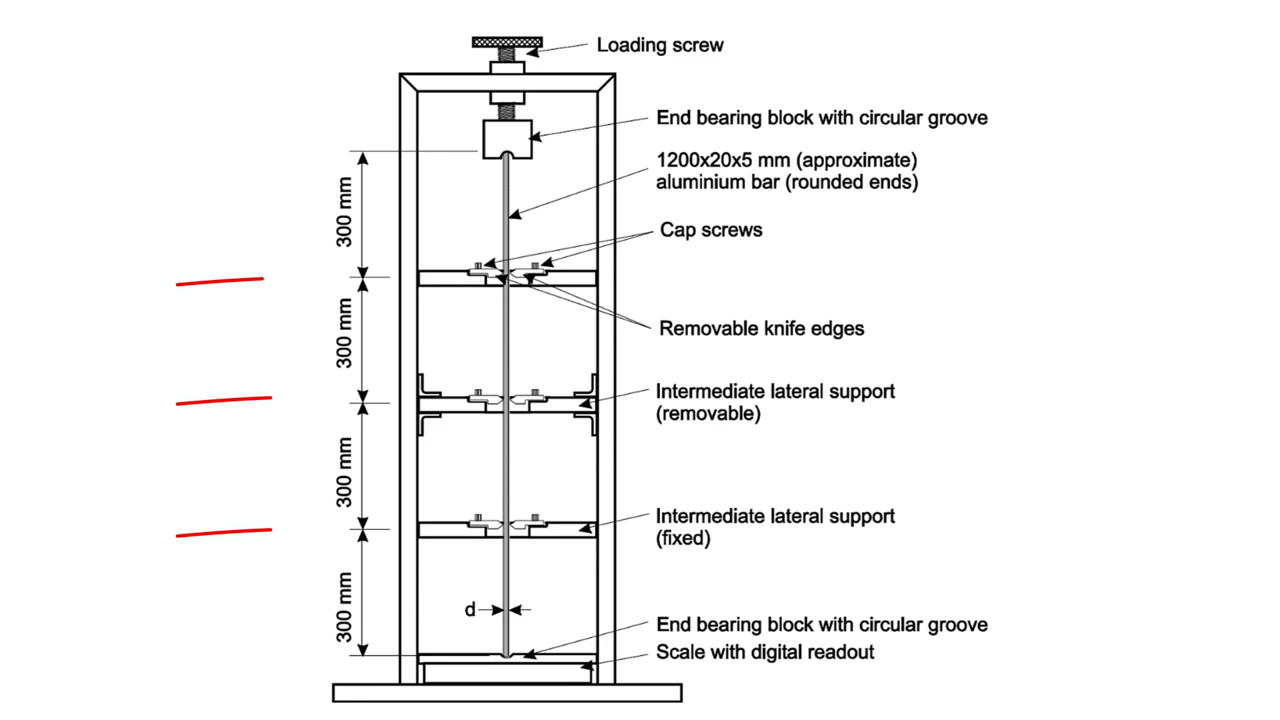 Loading screw
End bearing block with circular groove
1200x20x5 mm (approximate)
aluminium bar (rounded ends)
300 mm
Cap screws
300 mm
Removable knife edges
Intermediate lateral support
(removable)
300 mm
Intermediate lateral support
(fixed)
300 mm
d
End bearing block with circular groove
Scale with digital readout